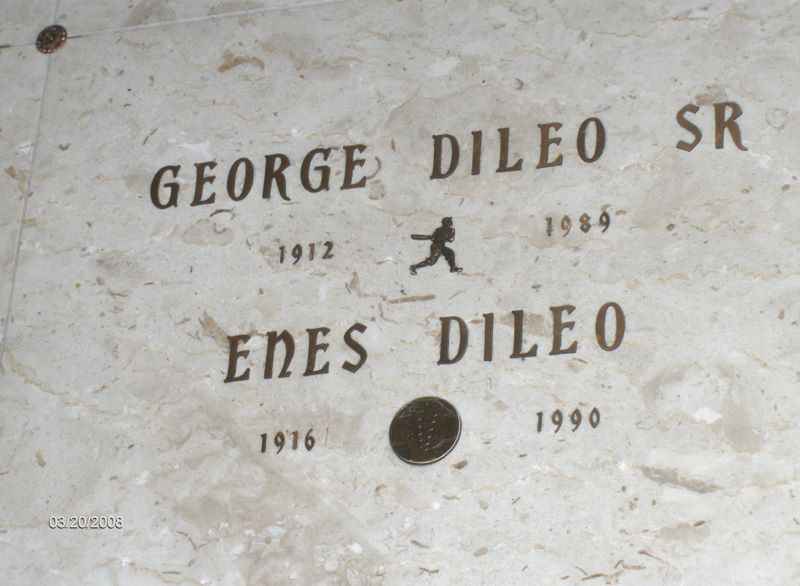 GEORGE DILEO SR
1912 1989
ENES DILEO
1916 1990
03/20/2008